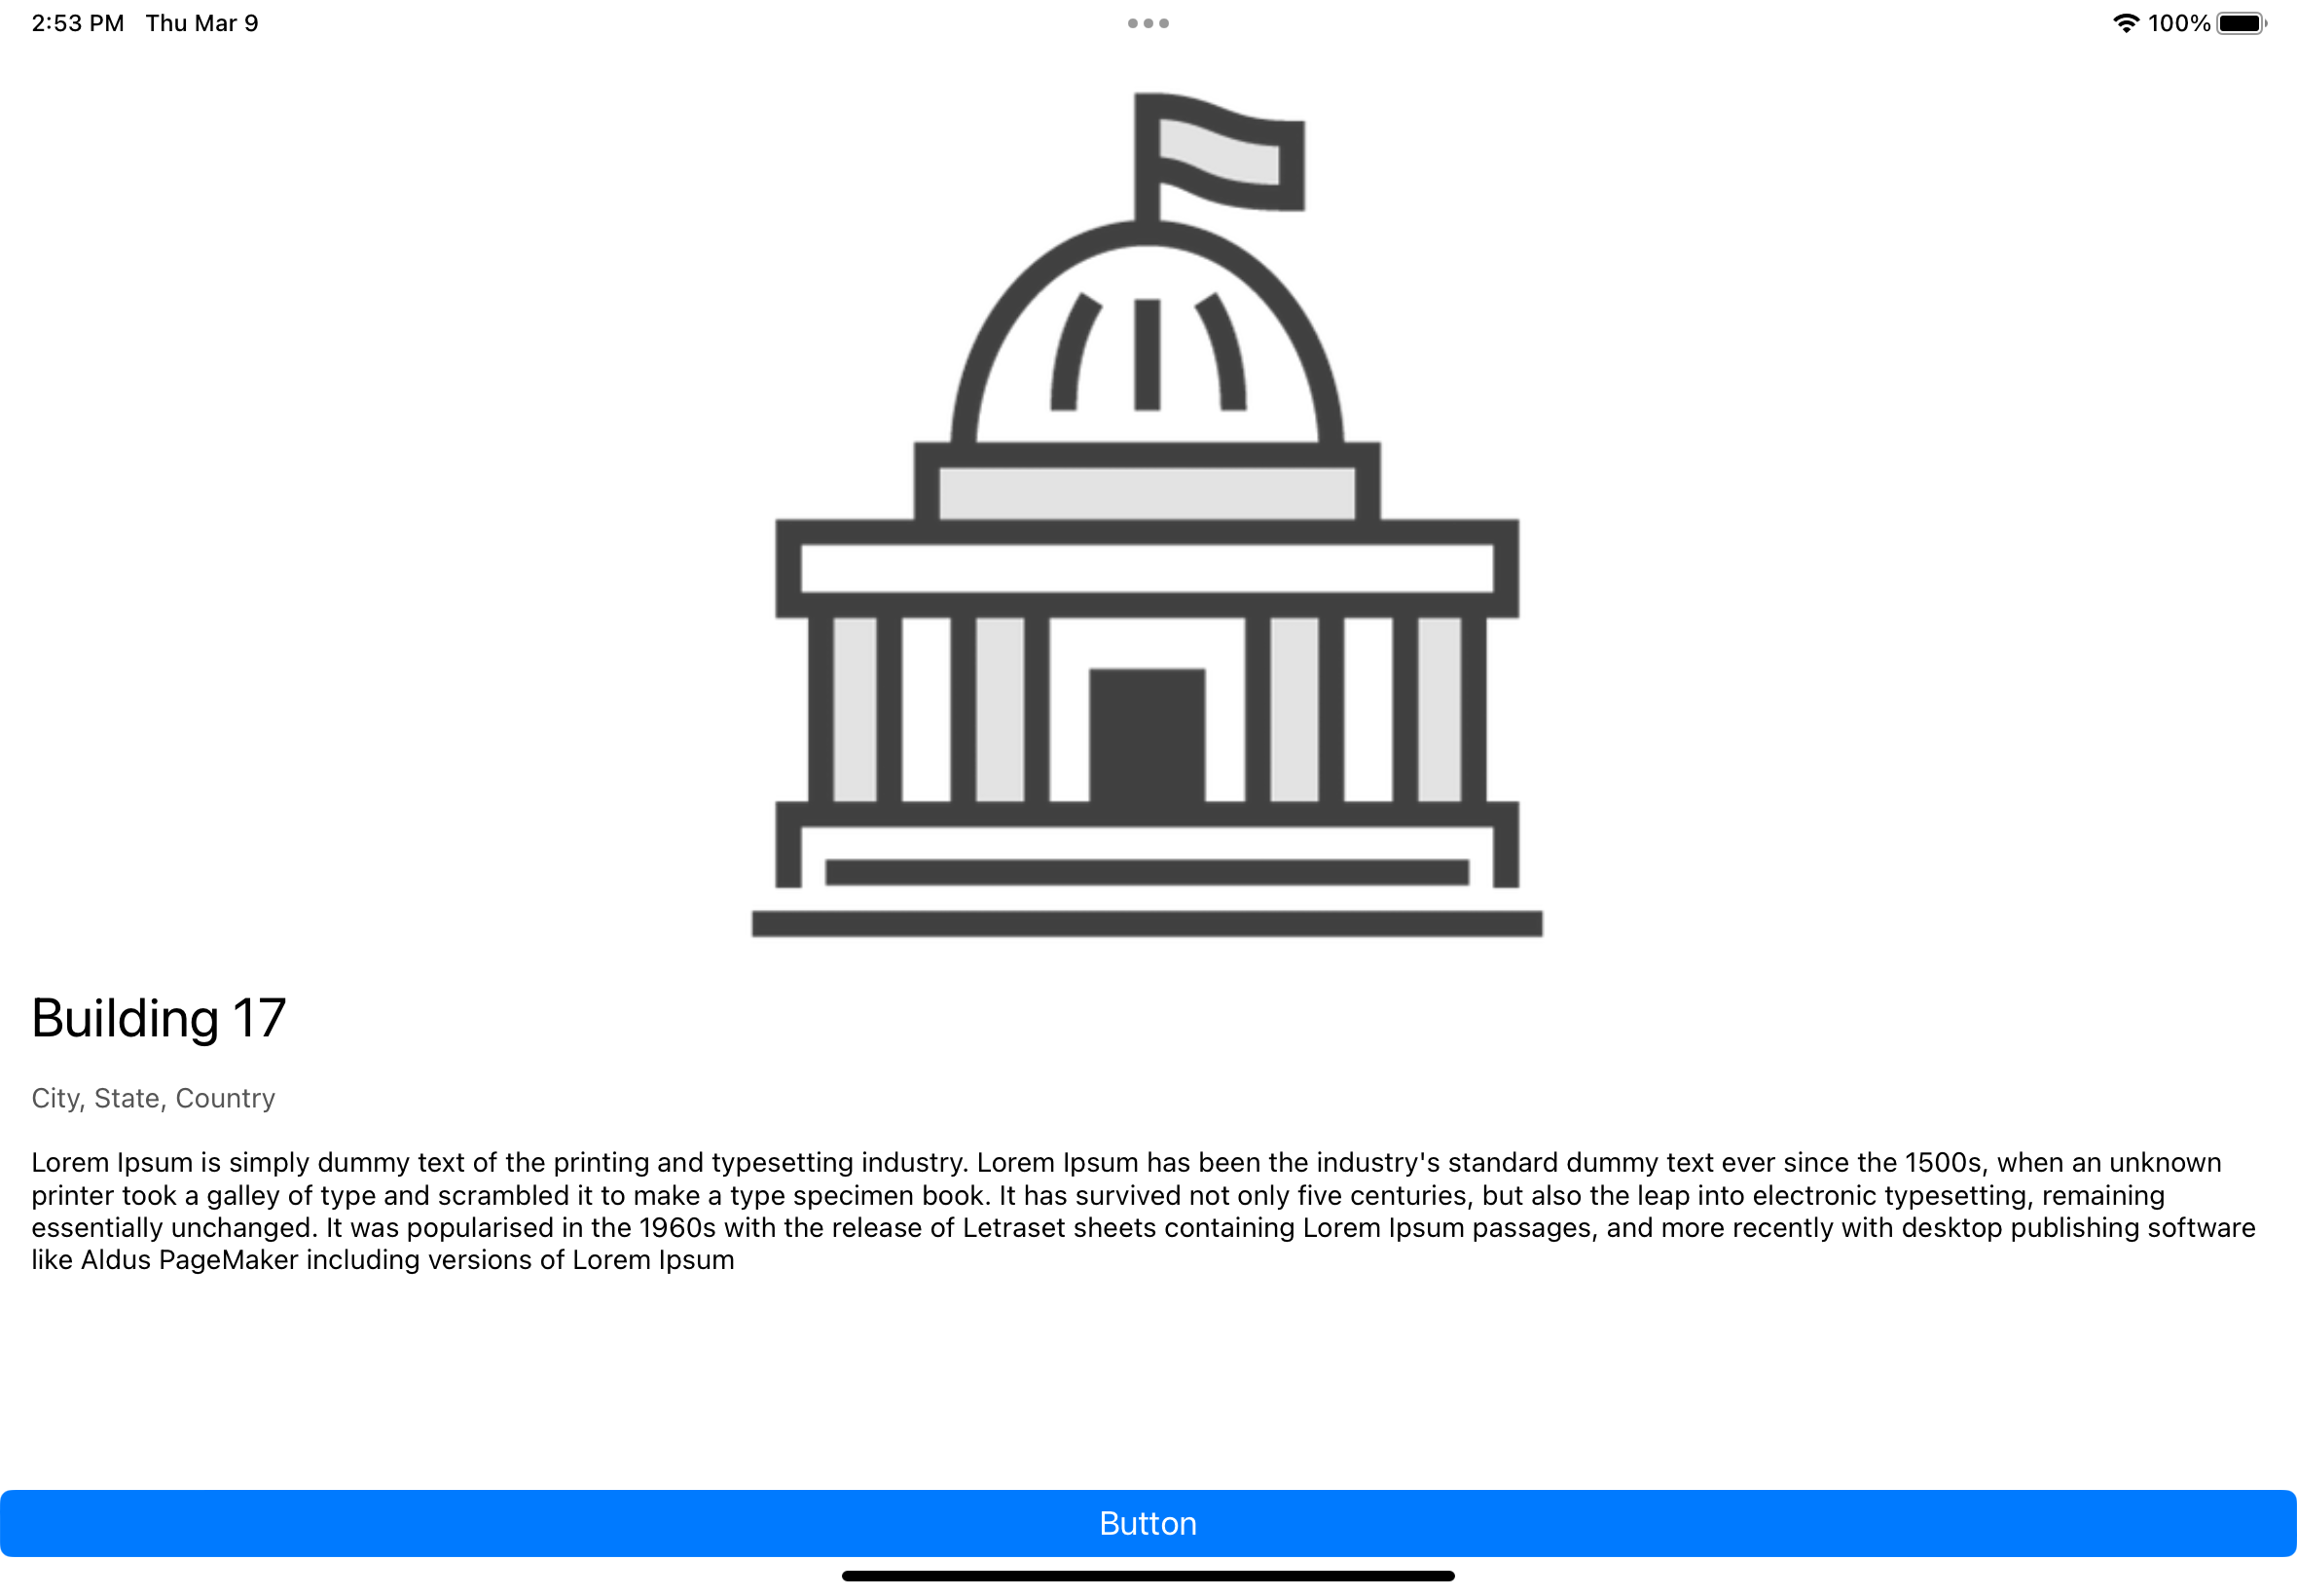 2:53 PM Thu Mar 9
100%
Building 17
City, State, Country
Lorem Ipsum is simply dummy text of the printing and typesetting industry. Lorem Ipsum has been the industry's standard dummy text ever since the 1500s, when an unknown
printer took a galley of type and scrambled it to make a type specimen book. It has survived not only five centuries, but also the leap into electronic typesetting, remaining
essentially unchanged. It was popularised in the 1960s with the release of Letraset sheets containing Lorem Ipsum passages, and more recently with desktop publishing software
like Aldus PageMaker including versions of Lorem Ipsum
Button